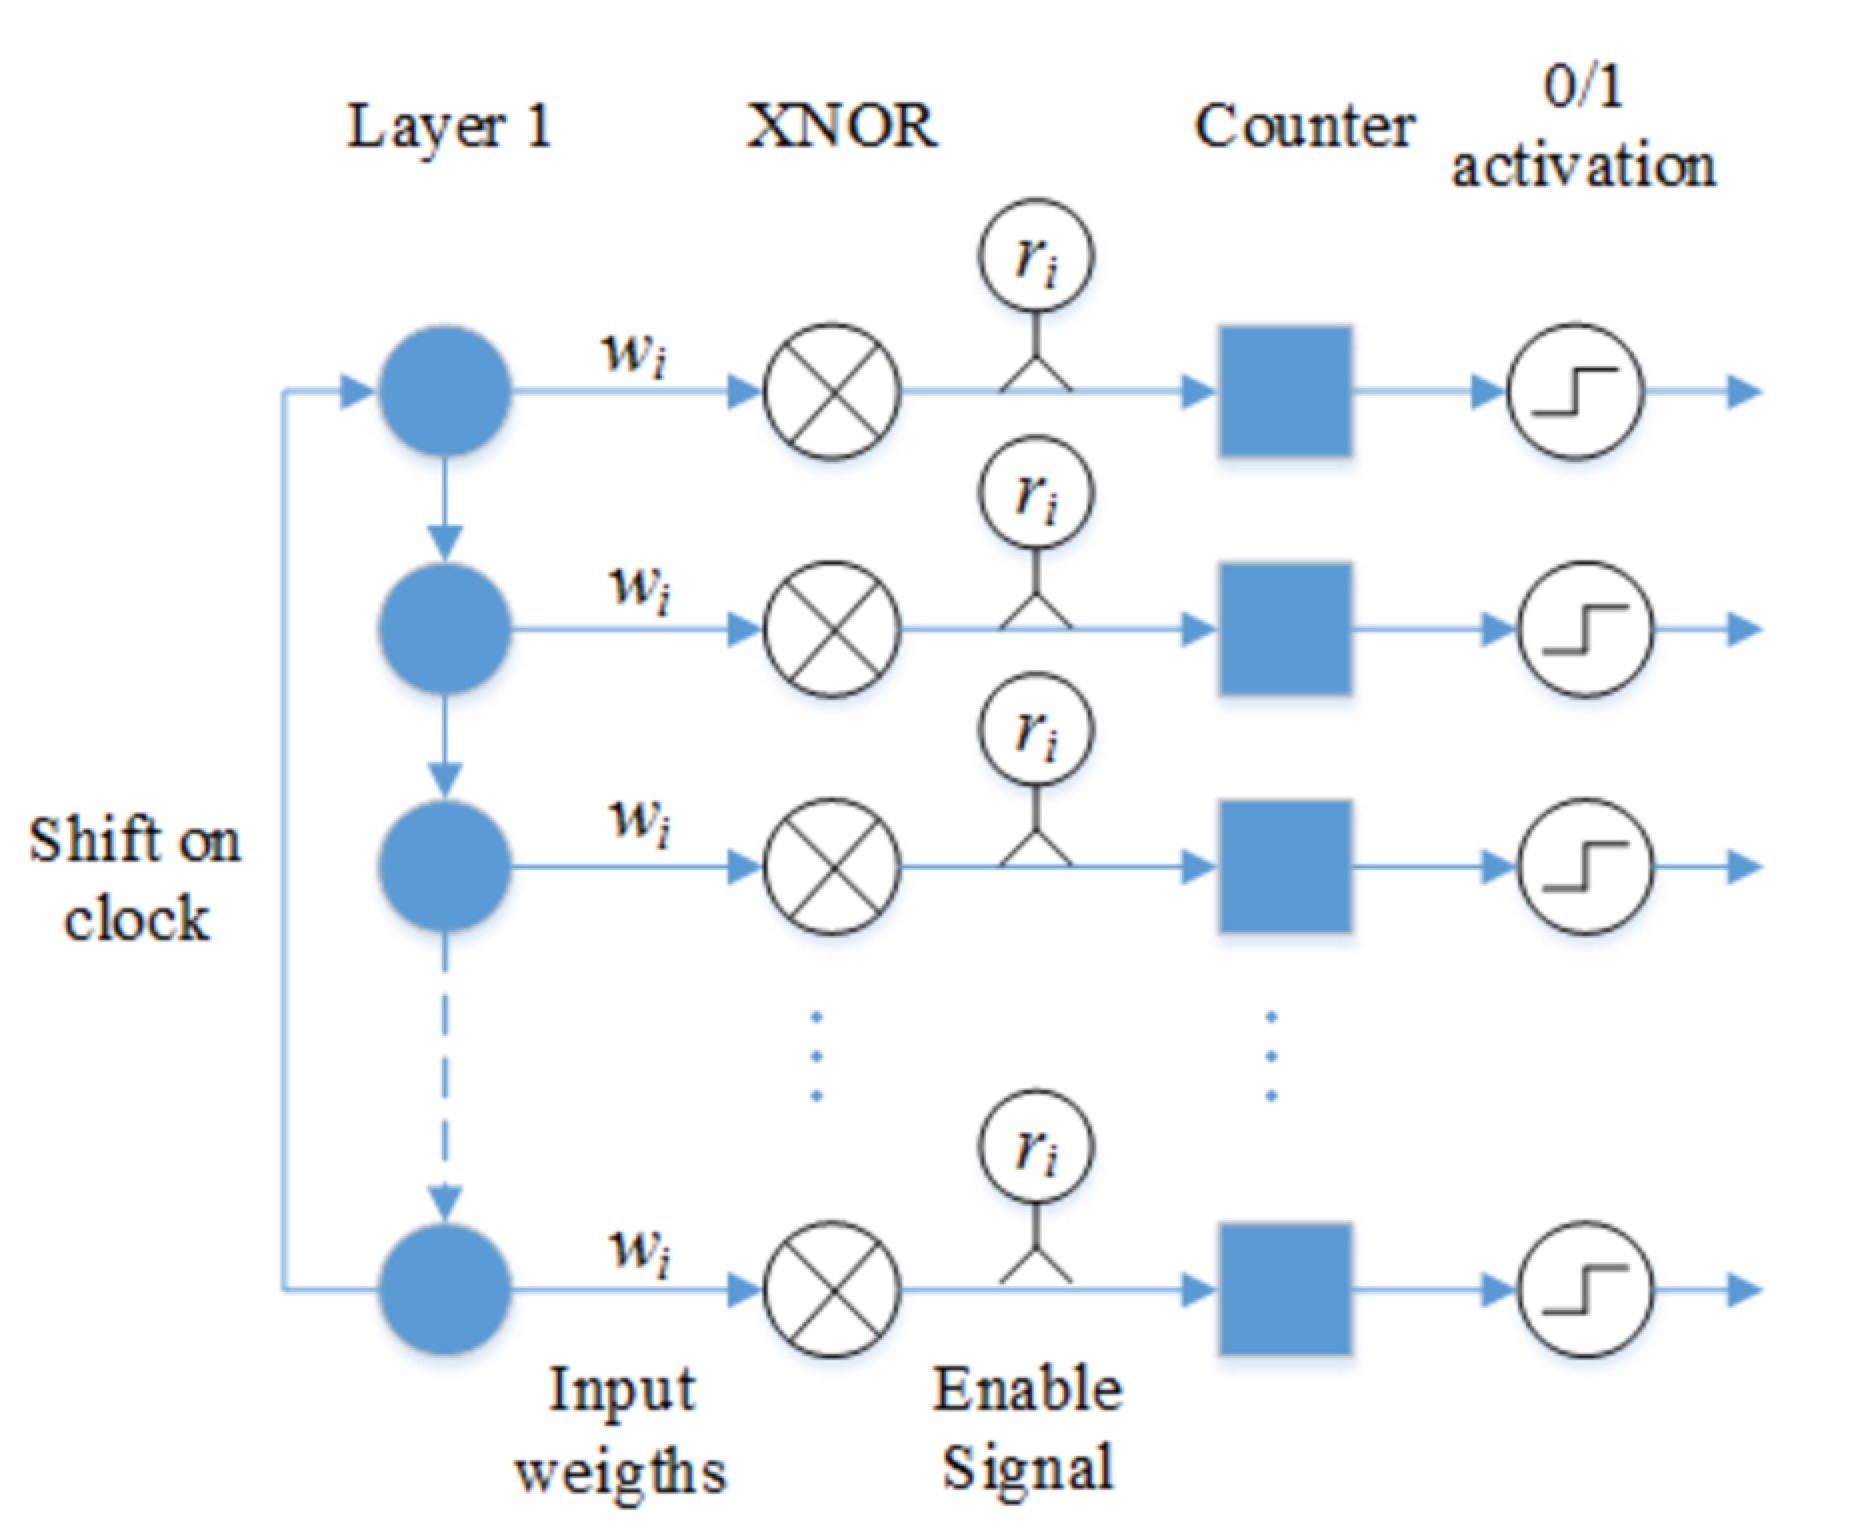 Layer 1
XNOR
Counter
0/1
activation
r_i
w_i
r_i
w_i
r_i
w_i
Shift on
clock
r_i
w_i
Input
weigths
Enable
Signal